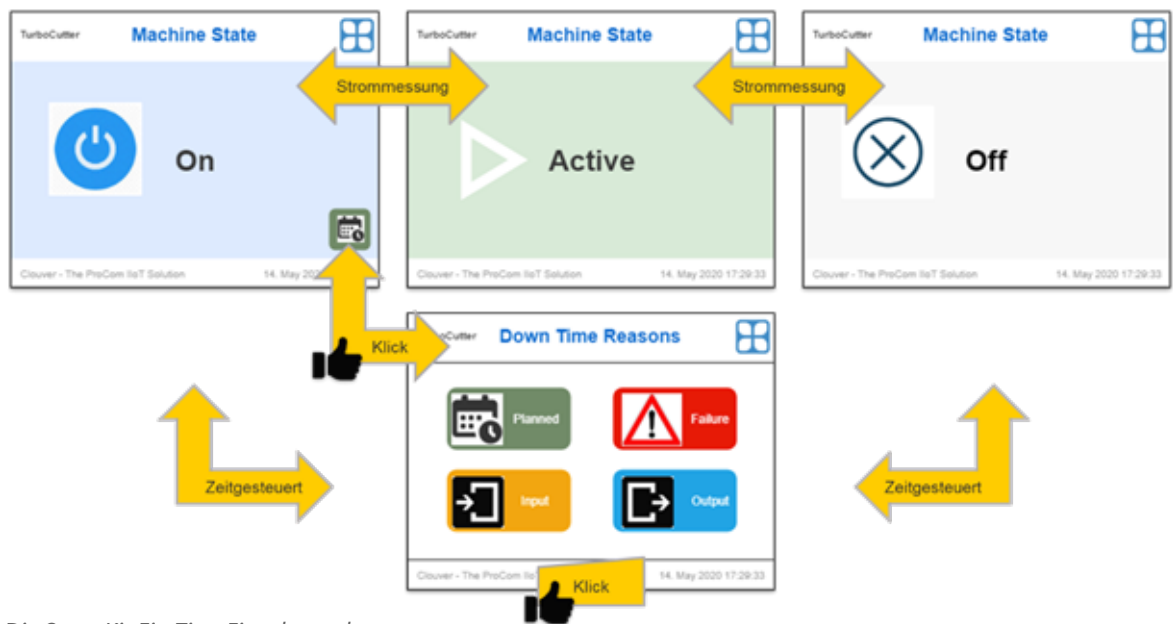 TurboCutter Machine State
TurboCutter Machine State
TurboCutter Machine State
Strommessung
Strommessung
On
Active
Off
Clouver - The ProCom IIoT Solution 14. May
Clouver - The ProCom IIoT Solution 14. May 2020 17:29:33
Clouver - The ProCom IIoT Solution 14. May 2020 17:29:33
Klick
Down Time Reasons
Planned
Failure
Input
Output
Zeitgesteuert
Zeitgesteuert
Clouver - The ProCom 14. May 2020 17:29:33
Klick